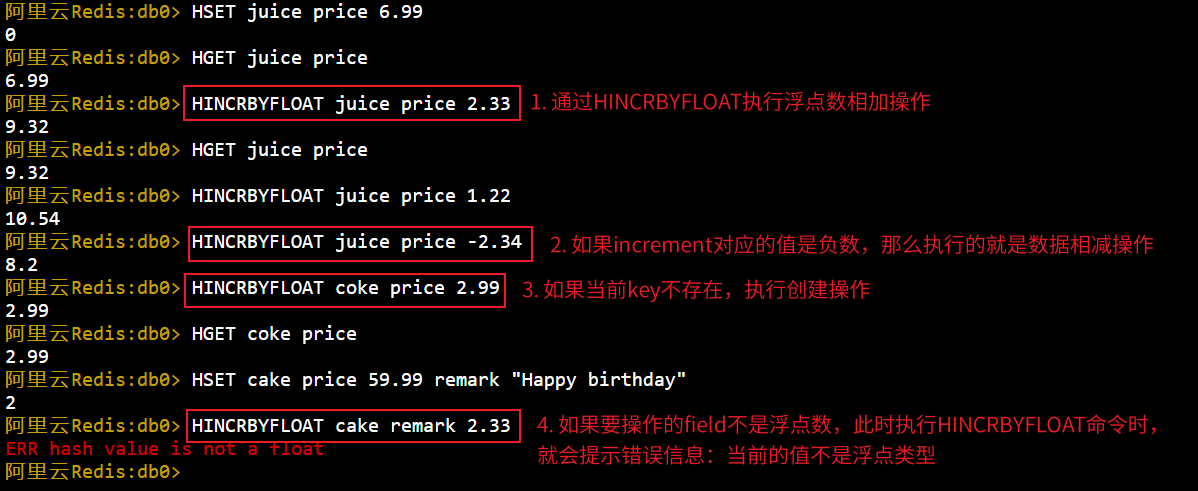 阿里云Redis:db0> HSET juice price 6.99
0
阿里云Redis:db0> HGET juice price
6.99
阿里云Redis:db0> HINCRBYFLOAT juice price 2.33 1. 通过HINCRBYFLOAT执行浮点数相加操作
9.32
阿里云Redis:db0> HGET juice price
9.32
阿里云Redis:db0> HINCRBYFLOAT juice price 1.22
10.54
阿里云Redis:db0> HINCRBYFLOAT juice price -2.34 2. 如果increment对应的值是负数，那么执行的就是数据相减操作
8.2
阿里云Redis:db0> HINCRBYFLOAT coke price 2.99 3. 如果当前key不存在，执行创建操作
2.99
阿里云Redis:db0> HGET coke price
2.99
阿里云Redis:db0> HSET cake price 59.99 remark "Happy birthday"
2
阿里云Redis:db0> HINCRBYFLOAT cake remark 2.33 4. 如果要操作的field不是浮点数，此时执行HINCRBYFLOAT命令时，
ERR hash value is not a float 就会提示错误信息：当前的值不是浮点类型
阿里云Redis:db0>